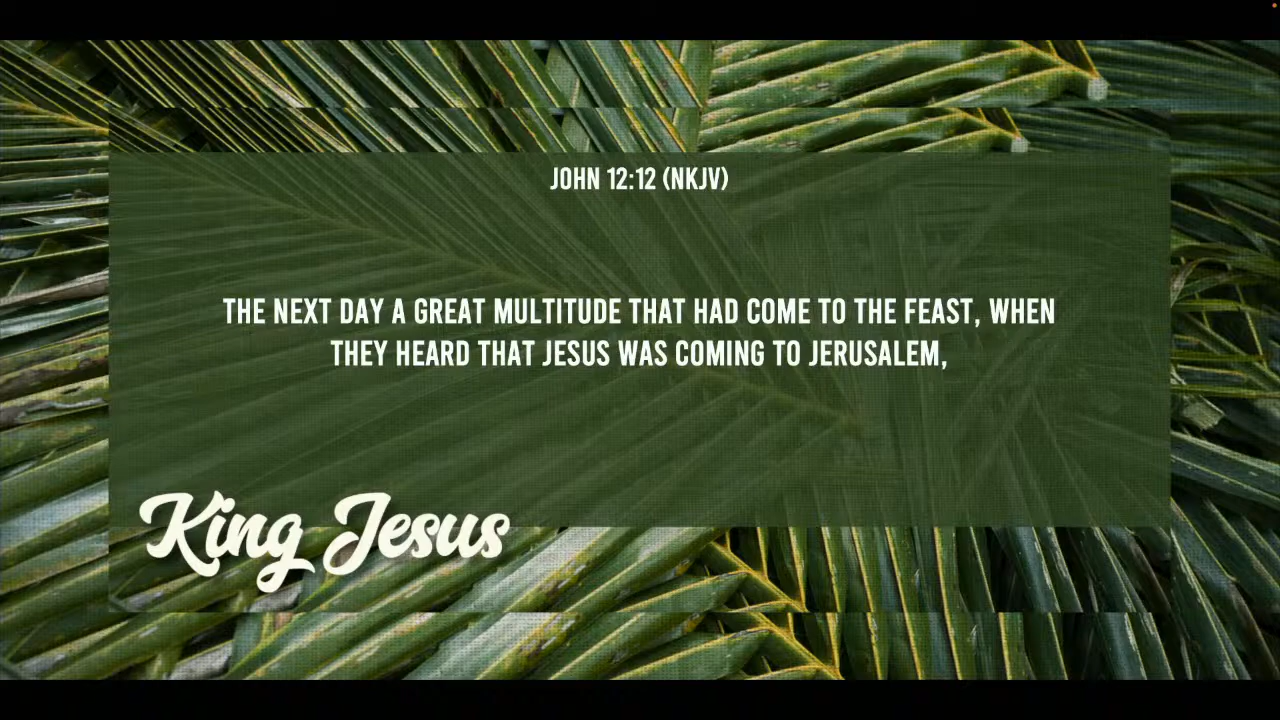 JOHN 12:12 (NKJV)
THE NEXT DAY A GREAT MULTITUDE THAT HAD COME TO THE FEAST, WHEN
THEY HEARD THAT JESUS WAS COMING TO JERUSALEM,
King Jesus